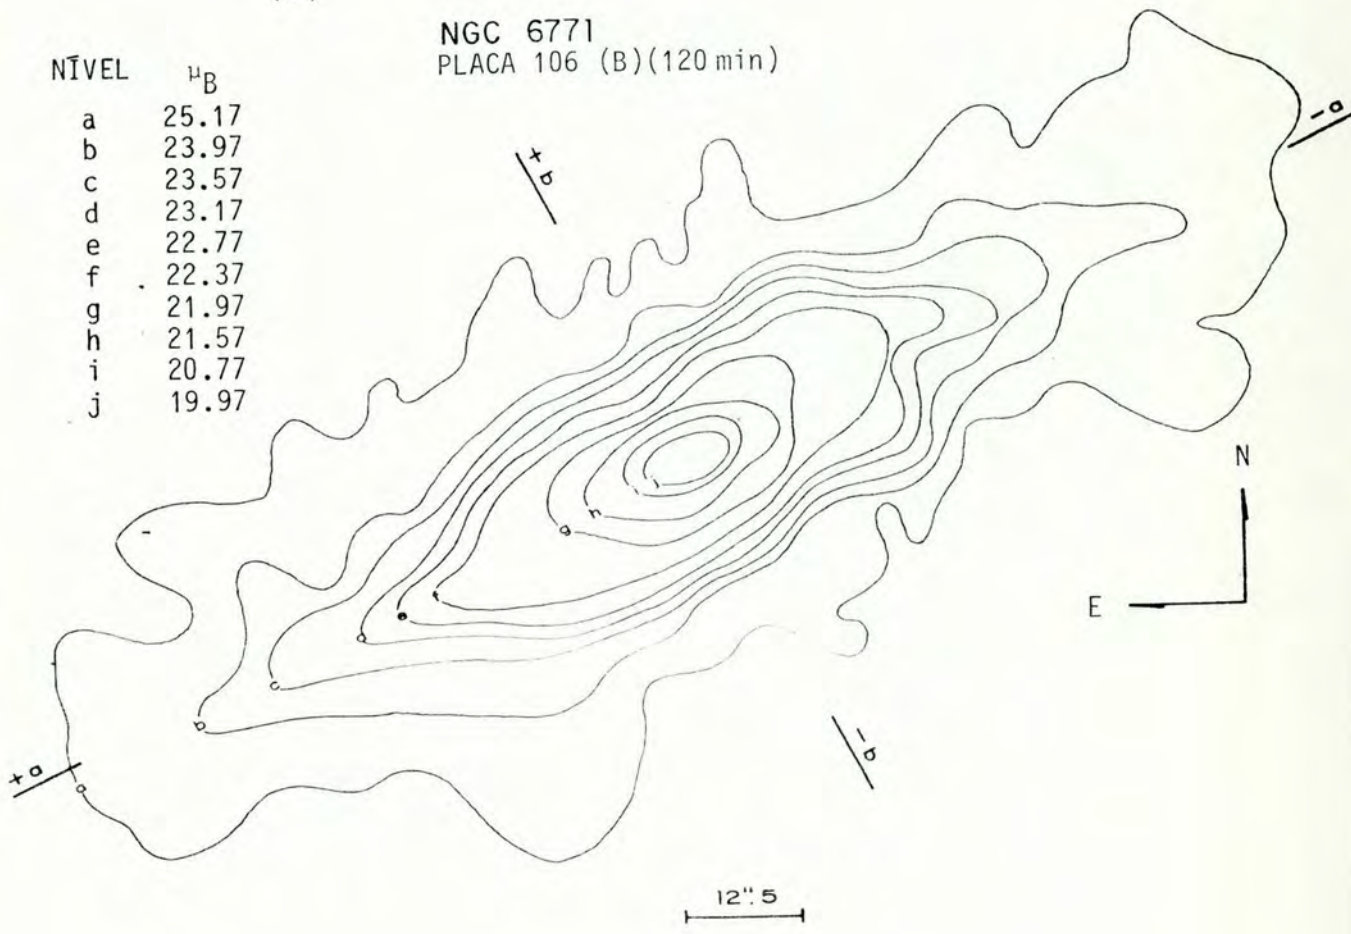 NGC 6771
PLACA 106 (B)(120 min)
NĪVEL μB
a 25.17
b 23.97
c 23.57
d 23.17
e 22.77
f 22.37
g 21.97
h 21.57
i 20.77
j 19.97
+b
-a
j
i
h
g
f
e
d
c
b
a
+a
-b
N
E
12".5